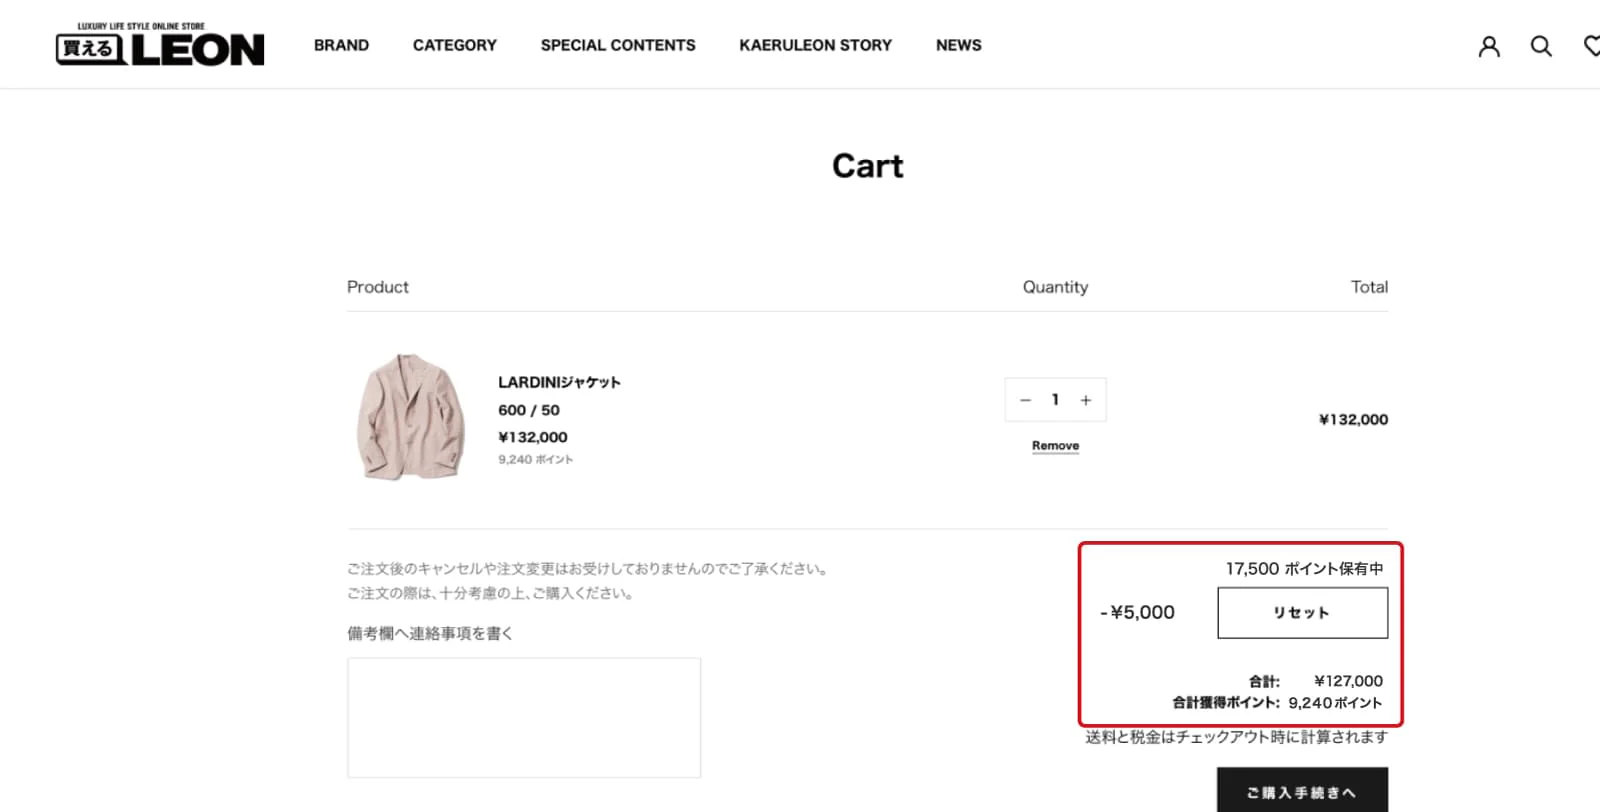 LUXURY LIFE STYLE ONLINE STORE
買える LEON
BRAND CATEGORY SPECIAL CONTENTS KAERULEON STORY NEWS
Cart
Product Quantity Total
LARDINIジャケット
600 / 50
¥132,000
9,240 ポイント
− 1 +
Remove
¥132,000
ご注文後のキャンセルや注文変更はお受けしておりませんのでご了承ください。
ご注文の際は、十分考慮の上、ご購入ください。
備考欄へ連絡事項を書く
17,500 ポイント保有中
-¥5,000 リセット
合計: ¥127,000
合計獲得ポイント: 9,240ポイント
送料と税金はチェックアウト時に計算されます
ご購入手続きへ